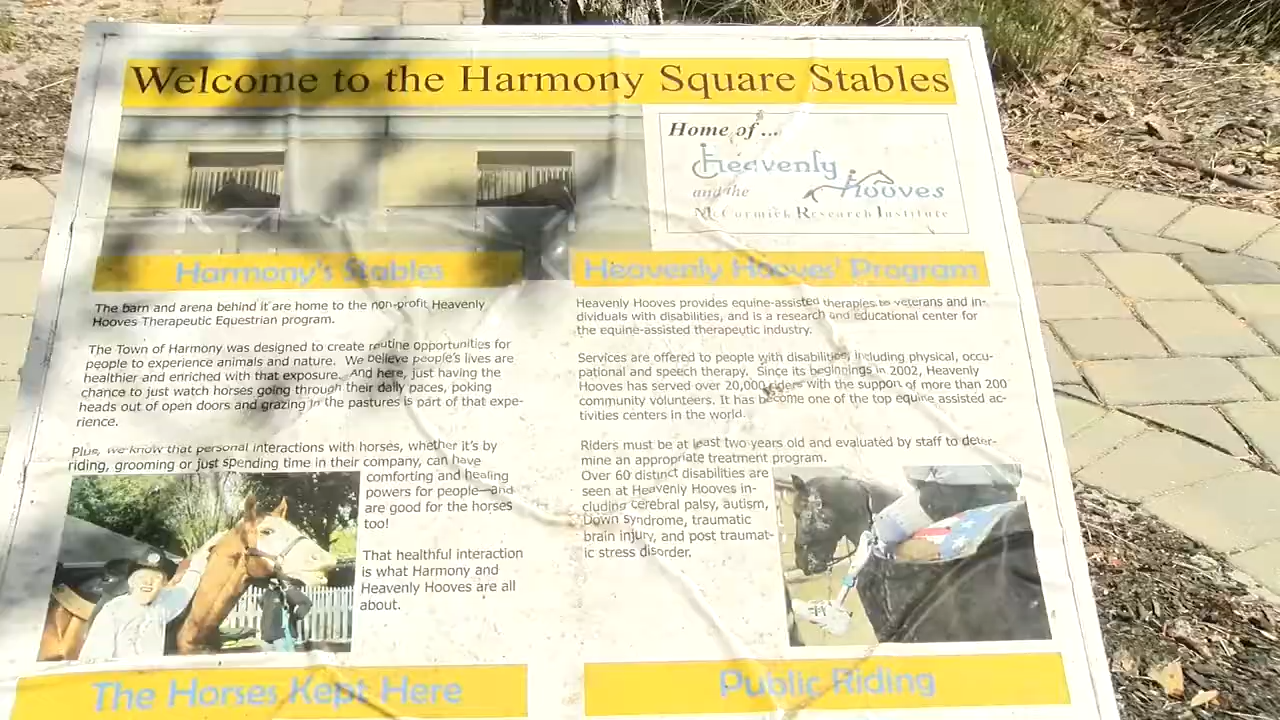 Welcome to the Harmony Square Stables
Home of...
Heavenly
and the Hooves
McCormick Research Institute
Harmony's Stables
The barn and arena behind it are home to the non-profit Heavenly
Hooves Therapeutic Equestrian program.
The Town of Harmony was designed to create routine opportunities for
people to experience animals and nature. We believe people's lives are
healthier and enriched with that exposure. And here, just having the
chance to just watch horses going through their daily paces, poking
heads out of open doors and grazing in the pastures is part of that expe-
rience.
Plus, we know that personal interactions with horses, whether it's by
riding, grooming or just spending time in their company, can have
comforting and healing
powers for people—and
are good for the horses
too!
That healthful interaction
is what Harmony and
Heavenly Hooves are all
about.
Heavenly Hooves' Program
Heavenly Hooves provides equine-assisted therapies to veterans and in-
dividuals with disabilities, and is a research and educational center for
the equine-assisted therapeutic industry.
Services are offered to people with disabilities, including physical, occu-
pational and speech therapy. Since its beginnings in 2002, Heavenly
Hooves has served over 20,000 riders with the support of more than 200
community volunteers. It has become one of the top equine assisted ac-
tivities centers in the world.
Riders must be at least two years old and evaluated by staff to deter-
mine an appropriate treatment program.
Over 60 distinct disabilities are
seen at Heavenly Hooves in-
cluding cerebral palsy, autism,
Down syndrome, traumatic
brain injury, and post traumat-
ic stress disorder.
The Horses Kept Here
Public Riding